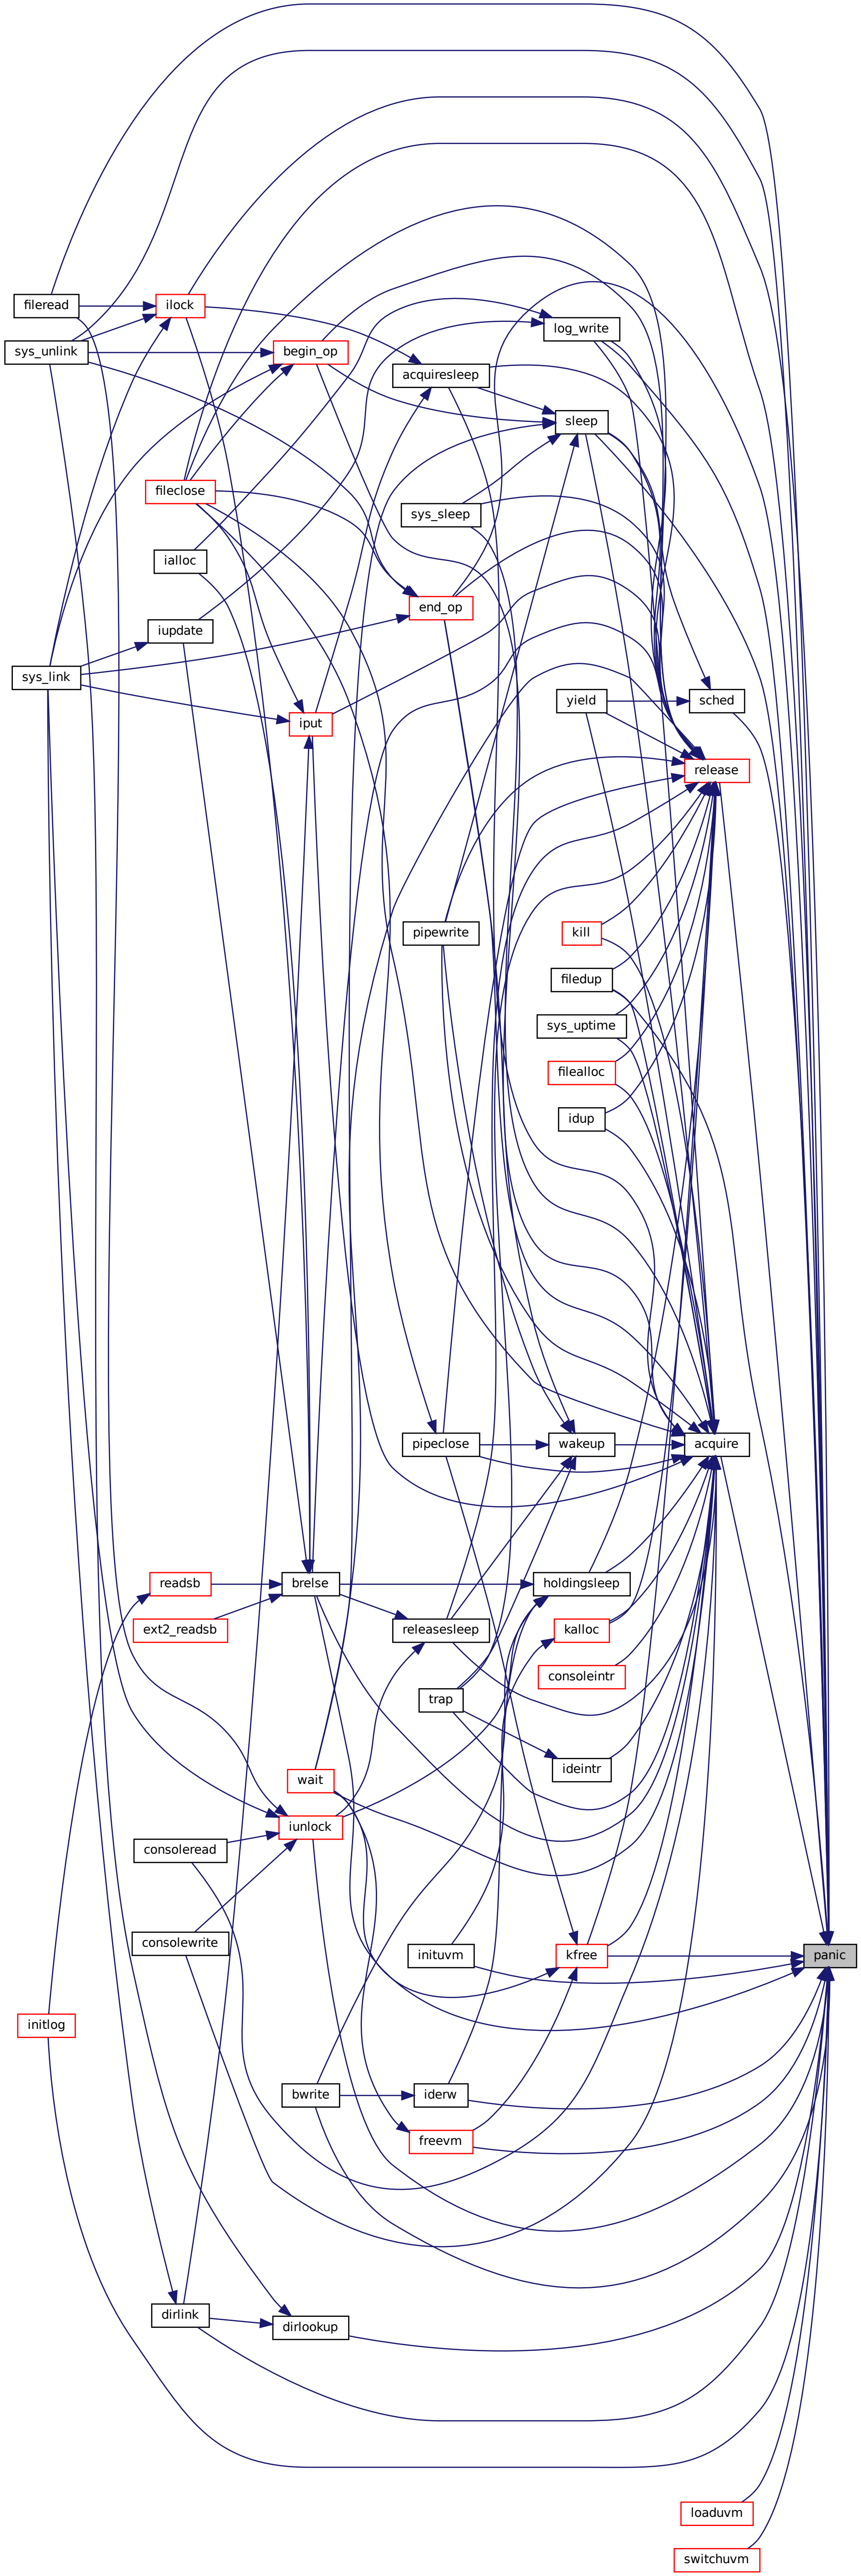 fileread
ilock
log_write
sys_unlink
begin_op
acquiresleep
sleep
fileclose
sys_sleep
ialloc
end_op
iupdate
sys_link
yield
sched
iput
release
pipewrite
kill
filedup
sys_uptime
filealloc
idup
pipeclose
wakeup
acquire
readsb
brelse
holdingsleep
ext2_readsb
releasesleep
kalloc
consoleintr
trap
ideintr
wait
iunlock
consoleread
consolewrite
inituvm
kfree
panic
initlog
bwrite
iderw
freevm
dirlink
dirlookup
loaduvm
switchuvm